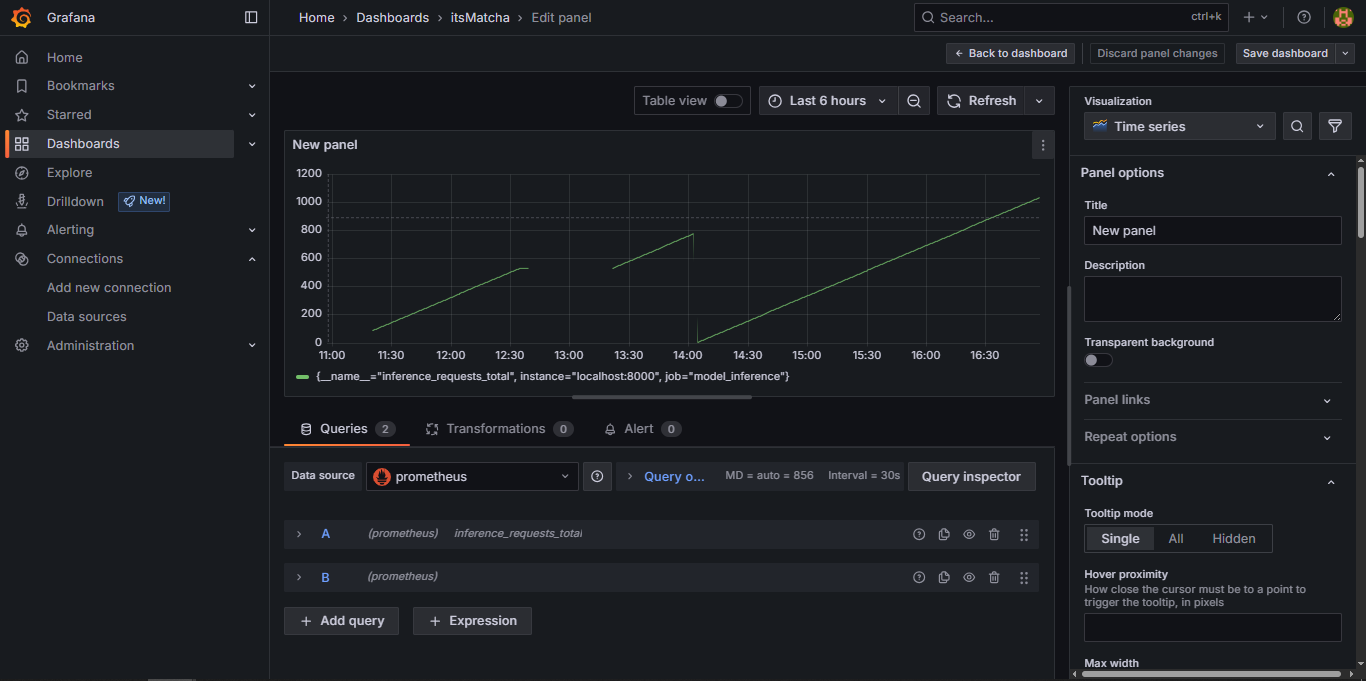 Grafana
Home › Dashboards › itsMatcha › Edit panel
Search...
ctrl+k
Back to dashboard
Discard panel changes
Save dashboard
Home
Bookmarks
Starred
Dashboards
Explore
Drilldown
New!
Alerting
Connections
Add new connection
Data sources
Administration
Table view
Last 6 hours
Refresh
New panel
1200
1000
800
600
400
200
0
11:00 11:30 12:00 12:30 13:00 13:30 14:00 14:30 15:00 15:30 16:00 16:30
{__name__="inference_requests_total", instance="localhost:8000", job="model_inference"}
Queries 2
Transformations 0
Alert 0
Data source
prometheus
Query o...
MD = auto = 856
Interval = 30s
Query inspector
A (prometheus) inference_requests_total
B (prometheus)
+ Add query
+ Expression
Visualization
Time series
Panel options
Title
New panel
Description
Transparent background
Panel links
Repeat options
Tooltip
Tooltip mode
Single All Hidden
Hover proximity
How close the cursor must be to a point to
trigger the tooltip, in pixels
Max width